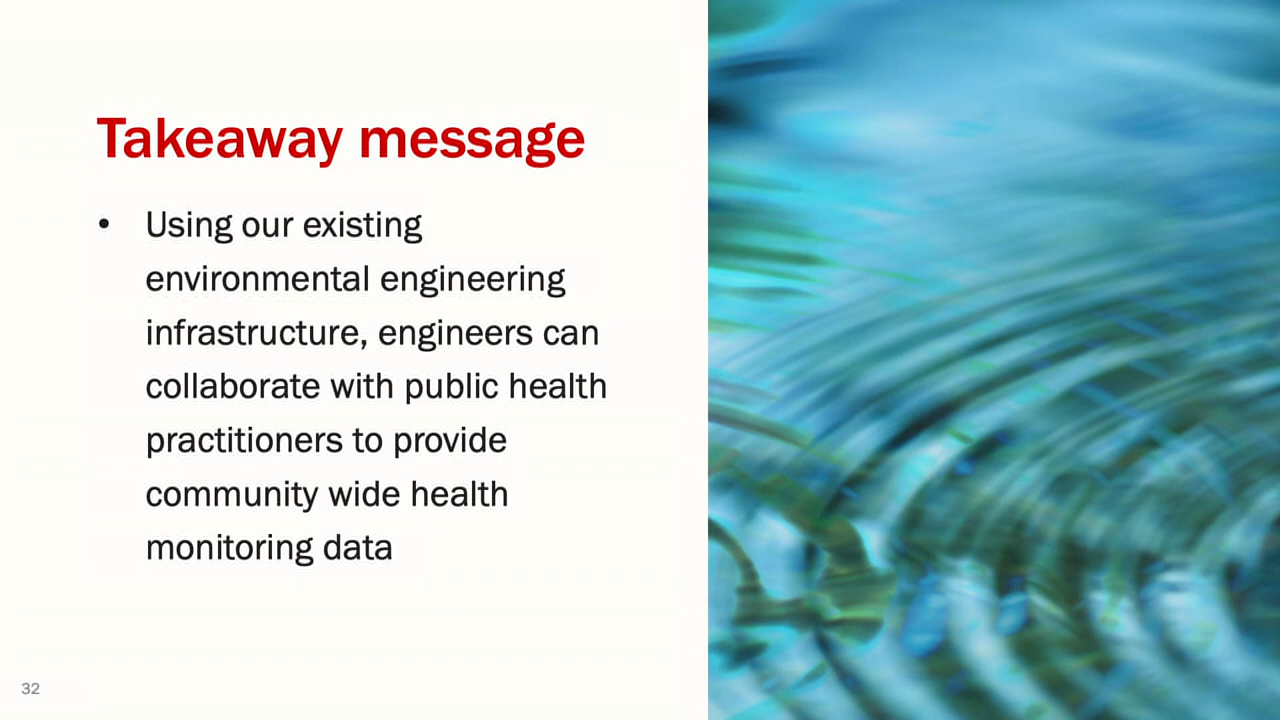 Takeaway message
• Using our existing
environmental engineering
infrastructure, engineers can
collaborate with public health
practitioners to provide
community wide health
monitoring data
32